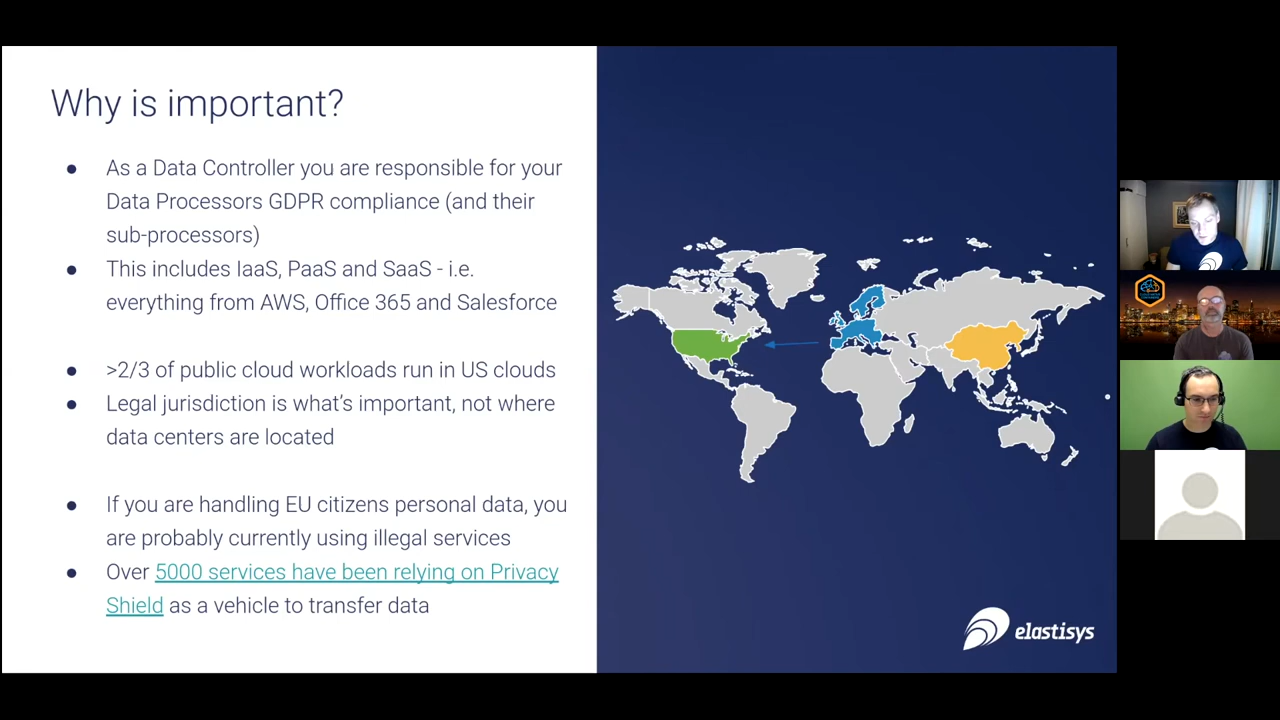 Why is important?
As a Data Controller you are responsible for your
Data Processors GDPR compliance (and their
sub-processors)
This includes IaaS, PaaS and SaaS - i.e.
everything from AWS, Office 365 and Salesforce
>2/3 of public cloud workloads run in US clouds
Legal jurisdiction is what's important, not where
data centers are located
If you are handling EU citizens personal data, you
are probably currently using illegal services
Over 5000 services have been relying on Privacy
Shield as a vehicle to transfer data
elastisys